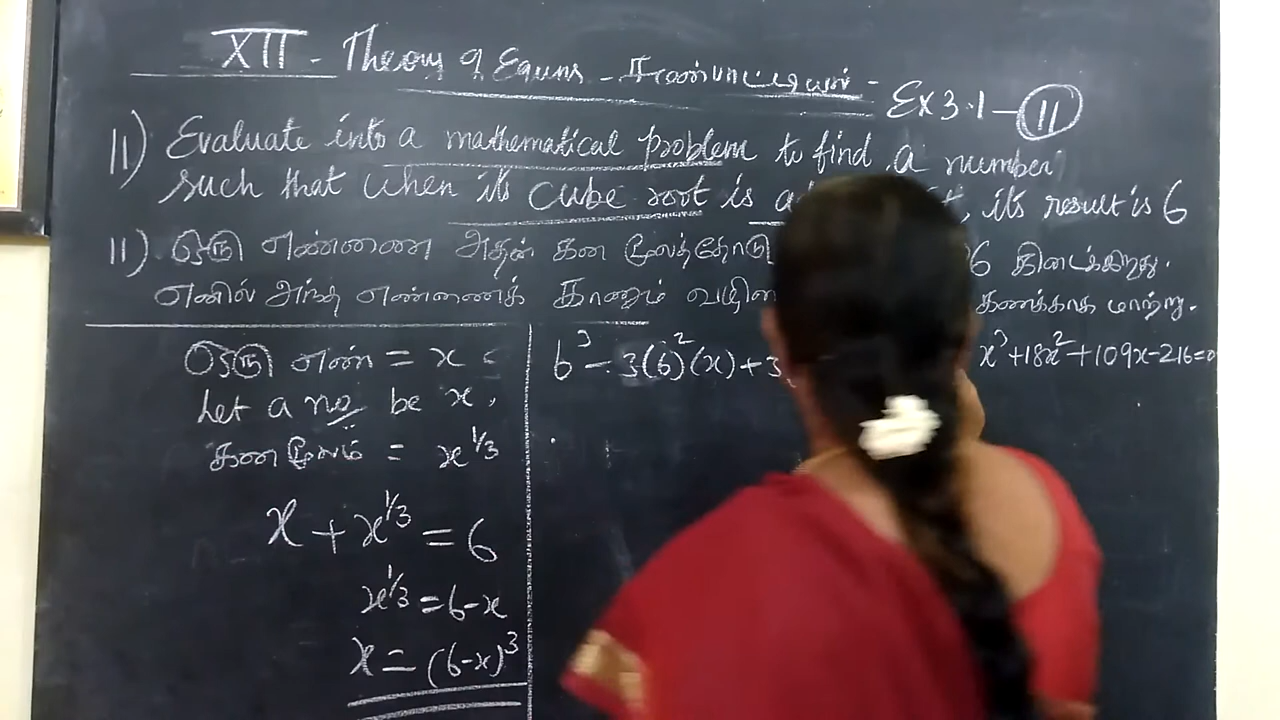 XII - Theory of Equns - சமன்பாட்டியல் -
Ex 3.1 - 11
11) Evaluate into a mathematical problem to find a number
such that when its cube root is it, its result is 6
11) ஒரு எண்ணை அதன் கன மூலத்தோடு 6 கிடைக்கிறது.
எனில் அந்த எண்ணைக் காணும் கணக்காக மாற்று.
ஒரு எண் = x
Let a no be x,
கன மூலம் = x^1/3
x + x^1/3 = 6
x^1/3 = 6-x
x = (6-x)^3
6^3 - 3(6)^2(x) + 3
x^3+18x^2+109x-216=0